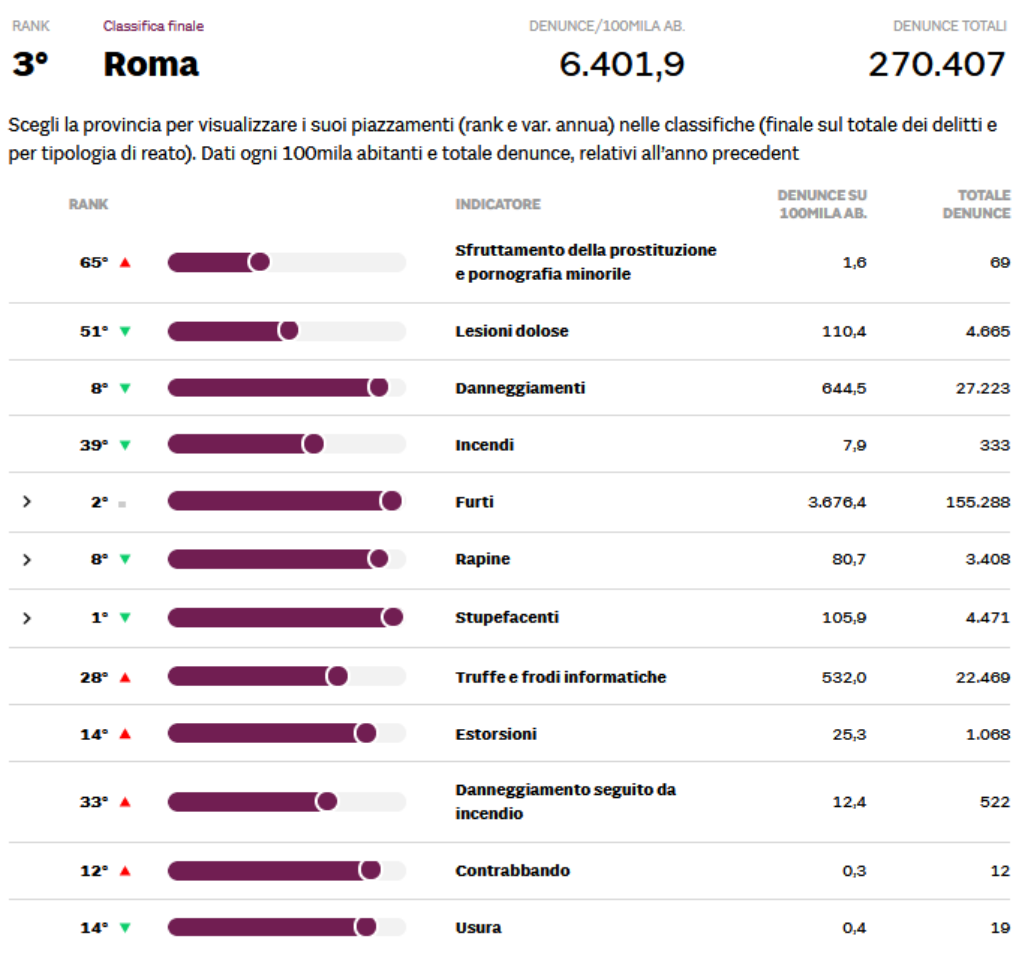 RANK Classifica finale DENUNCE/100MILA AB. DENUNCE TOTALI
3° Roma 6.401,9 270.407
Scegli la provincia per visualizzare i suoi piazzamenti (rank e var. annua) nelle classifiche (finale sul totale dei delitti e
per tipologia di reato). Dati ogni 100mila abitanti e totale denunce, relativi all'anno precedent
RANK INDICATORE DENUNCE SU 100MILA AB. TOTALE DENUNCE
65° Sfruttamento della prostituzione e pornografia minorile 1,6 69
51° Lesioni dolose 110,4 4.665
8° Danneggiamenti 644,5 27.223
39° Incendi 7,9 333
2° Furti 3.676,4 155.288
8° Rapine 80,7 3.408
1° Stupefacenti 105,9 4.471
28° Truffe e frodi informatiche 532,0 22.469
14° Estorsioni 25,3 1.068
33° Danneggiamento seguito da incendio 12,4 522
12° Contrabbando 0,3 12
14° Usura 0,4 19